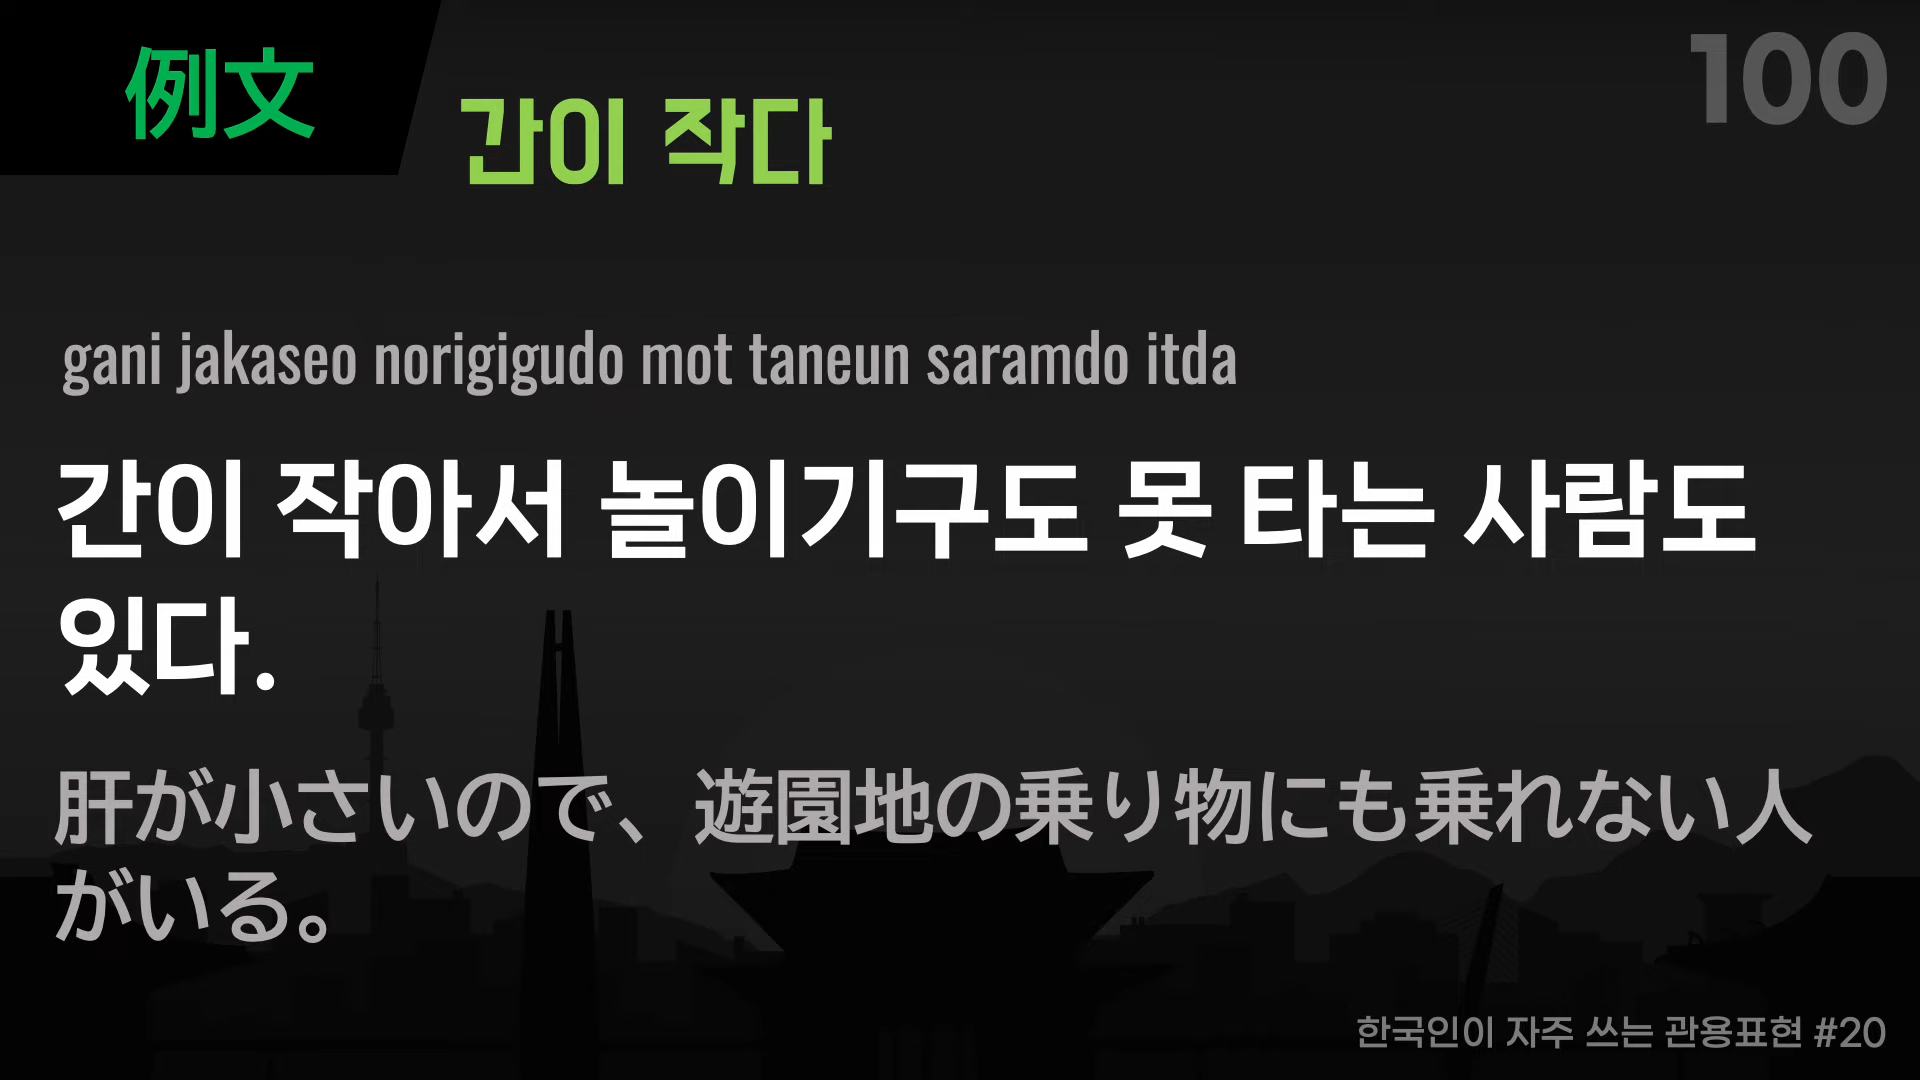 例文
100
간이 작다
gani jakaseo norigigudo mot taneun saramdo itda
간이 작아서 놀이기구도 못 타는 사람도
있다.
肝が小さいので、遊園地の乗り物にも乗れない人
がいる。
한국인이 자주 쓰는 관용표현 #20